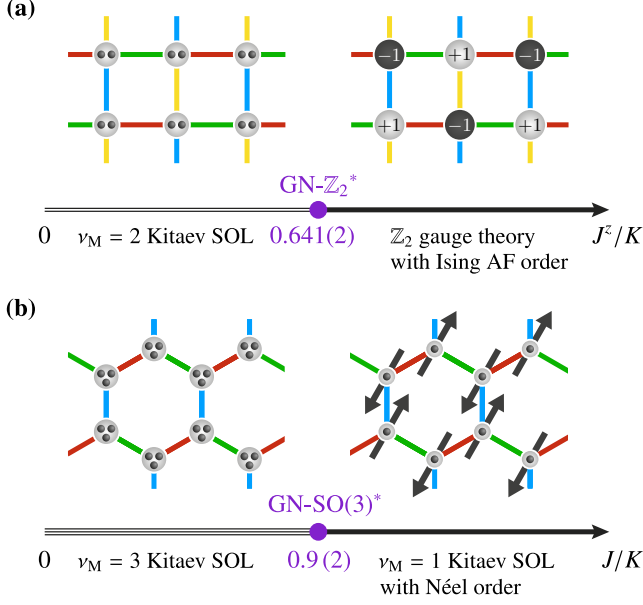 (a)
−1 +1 −1
+1 −1 +1
GN-ℤ₂*
0 ν_M = 2 Kitaev SOL 0.641(2) ℤ₂ gauge theory J^z/K
with Ising AF order
(b)
GN-SO(3)*
0 ν_M = 3 Kitaev SOL 0.9(2) ν_M = 1 Kitaev SOL J/K
with Néel order